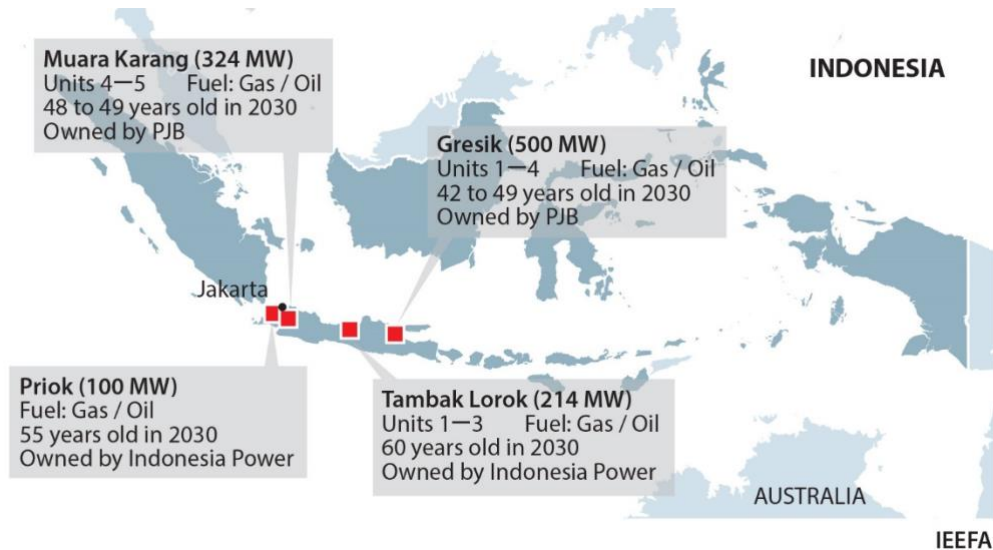 Muara Karang (324 MW)
Units 4—5 Fuel: Gas / Oil
48 to 49 years old in 2030
Owned by PJB
INDONESIA
Gresik (500 MW)
Units 1—4 Fuel: Gas / Oil
42 to 49 years old in 2030
Owned by PJB
Jakarta
Priok (100 MW)
Fuel: Gas / Oil
55 years old in 2030
Owned by Indonesia Power
Tambak Lorok (214 MW)
Units 1—3 Fuel: Gas / Oil
60 years old in 2030
Owned by Indonesia Power
AUSTRALIA
IEEFA